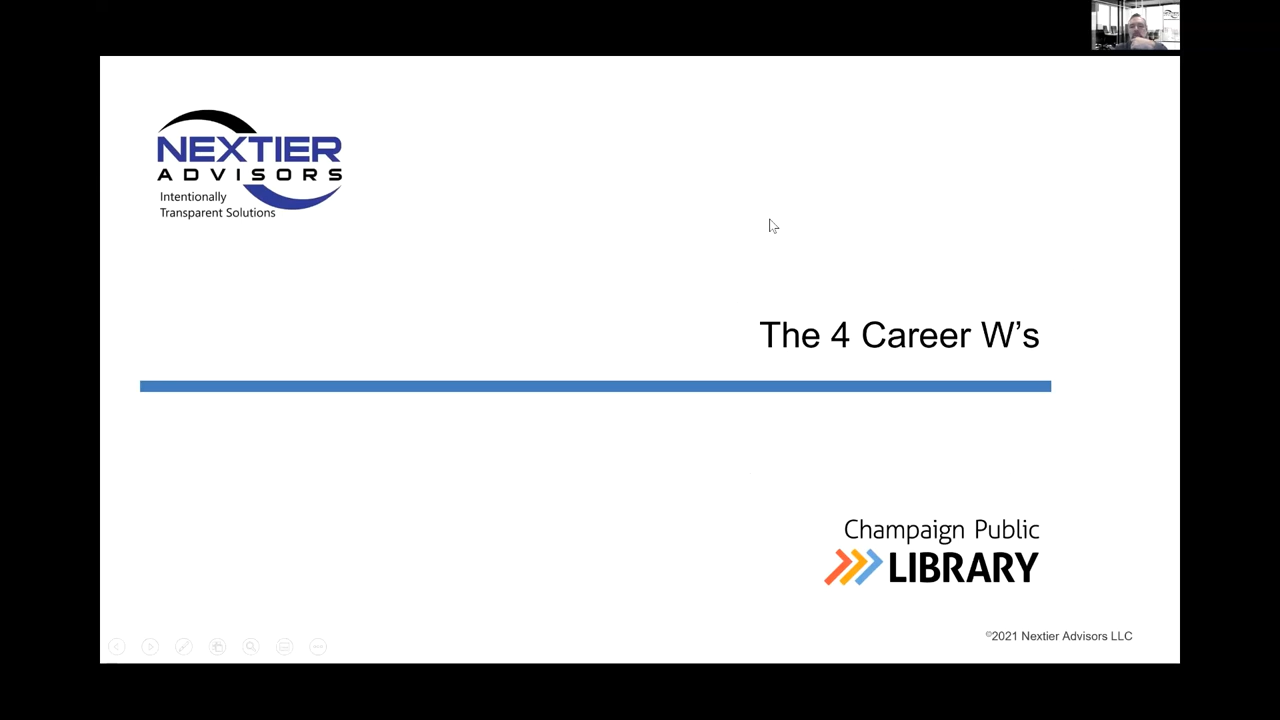 NEXTIER
ADVISORS
Intentionally
Transparent Solutions
The 4 Career W's
Champaign Public
LIBRARY
©2021 Nextier Advisors LLC